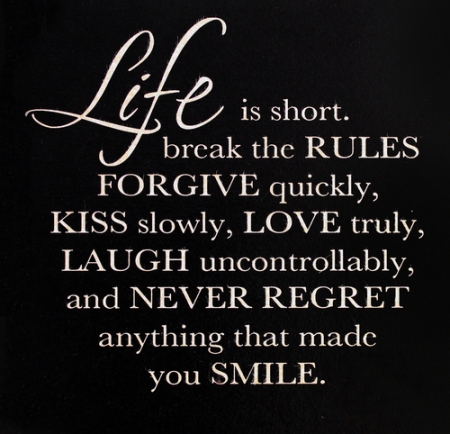 Life is short.
break the RULES
FORGIVE quickly,
KISS slowly, LOVE truly,
LAUGH uncontrollably,
and NEVER REGRET
anything that made
you SMILE.